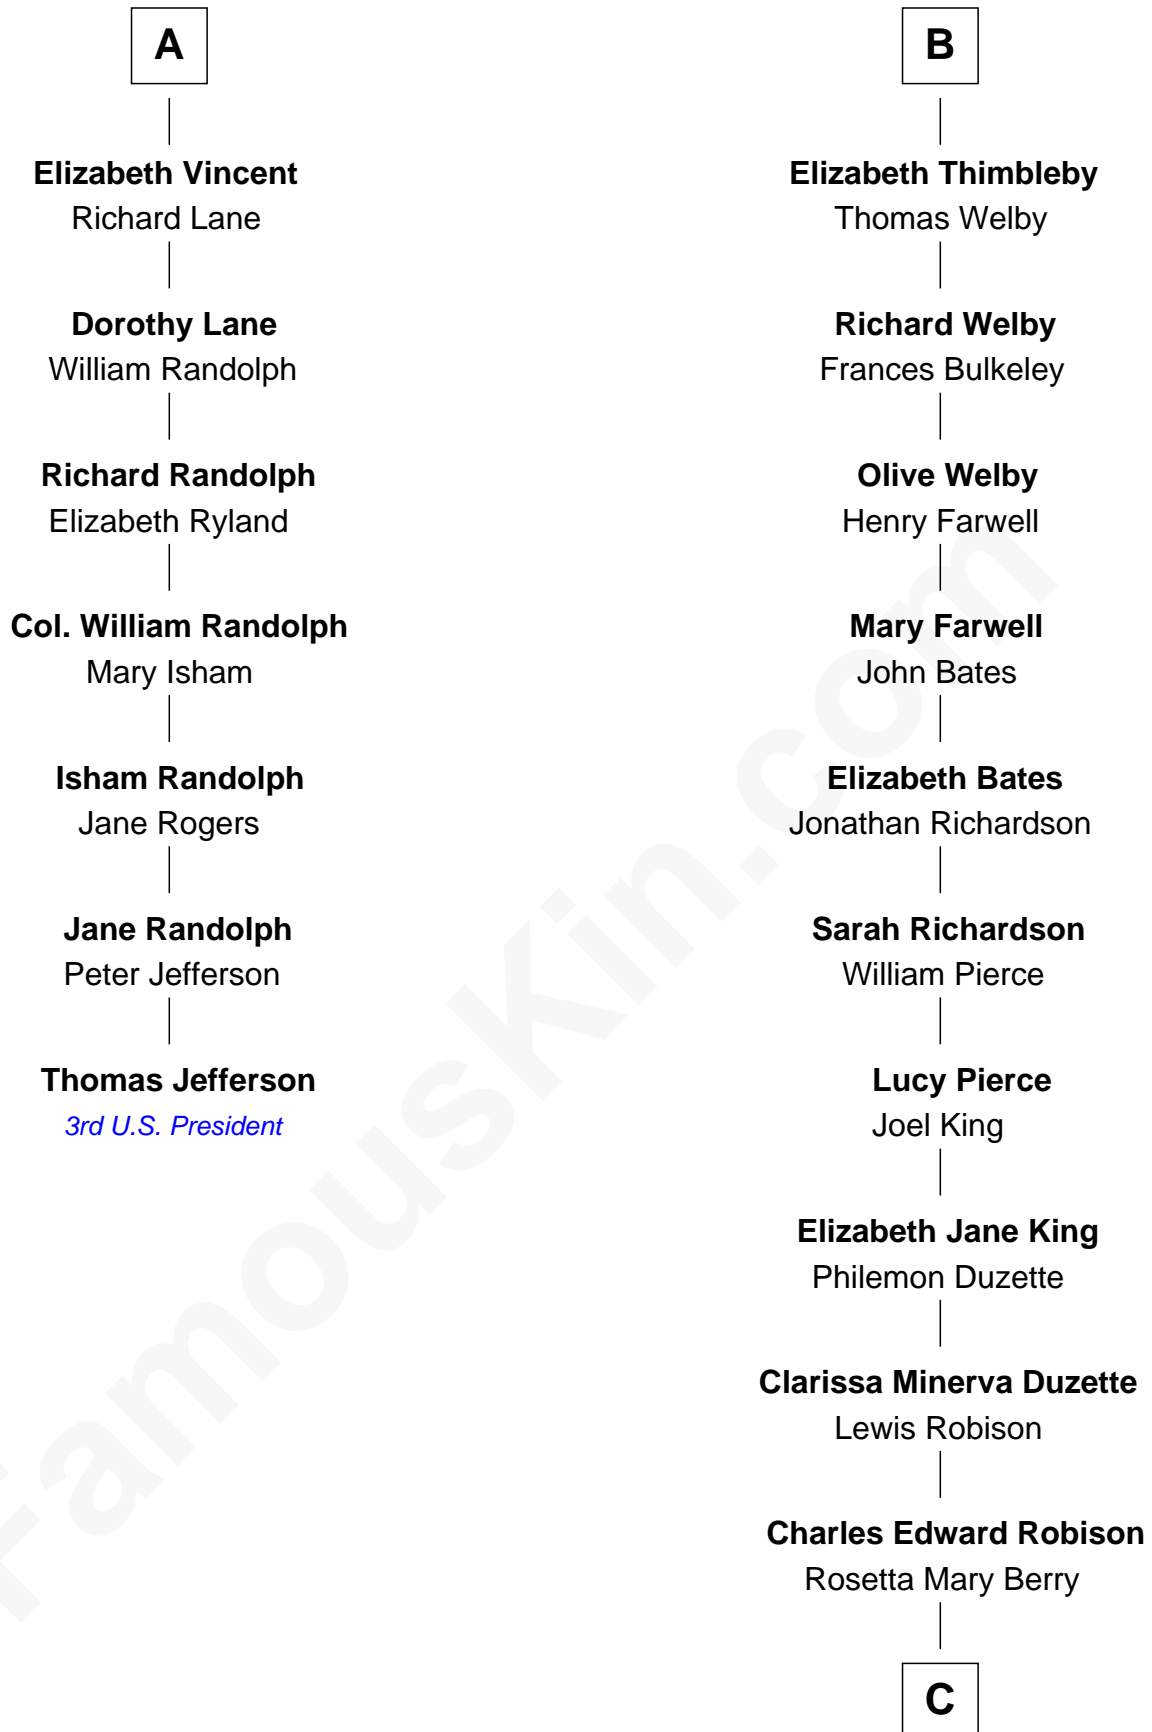 A
Elizabeth Vincent
Richard Lane
Dorothy Lane
William Randolph
Richard Randolph
Elizabeth Ryland
Col. William Randolph
Mary Isham
Isham Randolph
Jane Rogers
Jane Randolph
Peter Jefferson
Thomas Jefferson
3rd U.S. President
B
Elizabeth Thimbleby
Thomas Welby
Richard Welby
Frances Bulkeley
Olive Welby
Henry Farwell
Mary Farwell
John Bates
Elizabeth Bates
Jonathan Richardson
Sarah Richardson
William Pierce
Lucy Pierce
Joel King
Elizabeth Jane King
Philemon Duzette
Clarissa Minerva Duzette
Lewis Robison
Charles Edward Robison
Rosetta Mary Berry
C
FamousKin.com